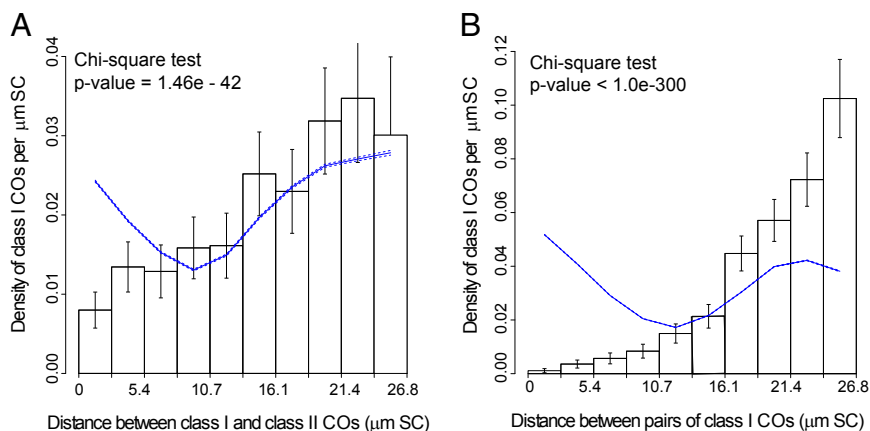 A
Chi-square test
p-value = 1.46e - 42
Density of class I COs per µm SC
0.04
0.03
0.02
0.01
0.00
0 5.4 10.7 16.1 21.4 26.8
Distance between class I and class II COs (µm SC)
B
Chi-square test
p-value < 1.0e-300
Density of class I COs per µm SC
0.12
0.10
0.08
0.06
0.04
0.02
0.00
0 5.4 10.7 16.1 21.4 26.8
Distance between pairs of class I COs (µm SC)